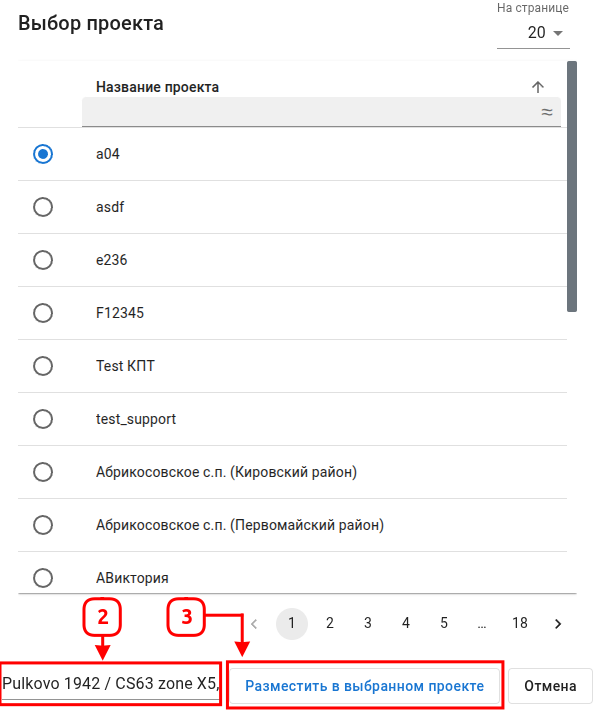 На странице
Выбор проекта
20
Название проекта
≈
a04
asdf
e236
F12345
Test КПТ
test_support
Абрикосовское с.п. (Кировский район)
Абрикосовское с.п. (Первомайский район)
АВиктория
2
3
1 2 3 4 5 ... 18
Pulkovo 1942 / CS63 zone X5,
Разместить в выбранном проекте
Отмена